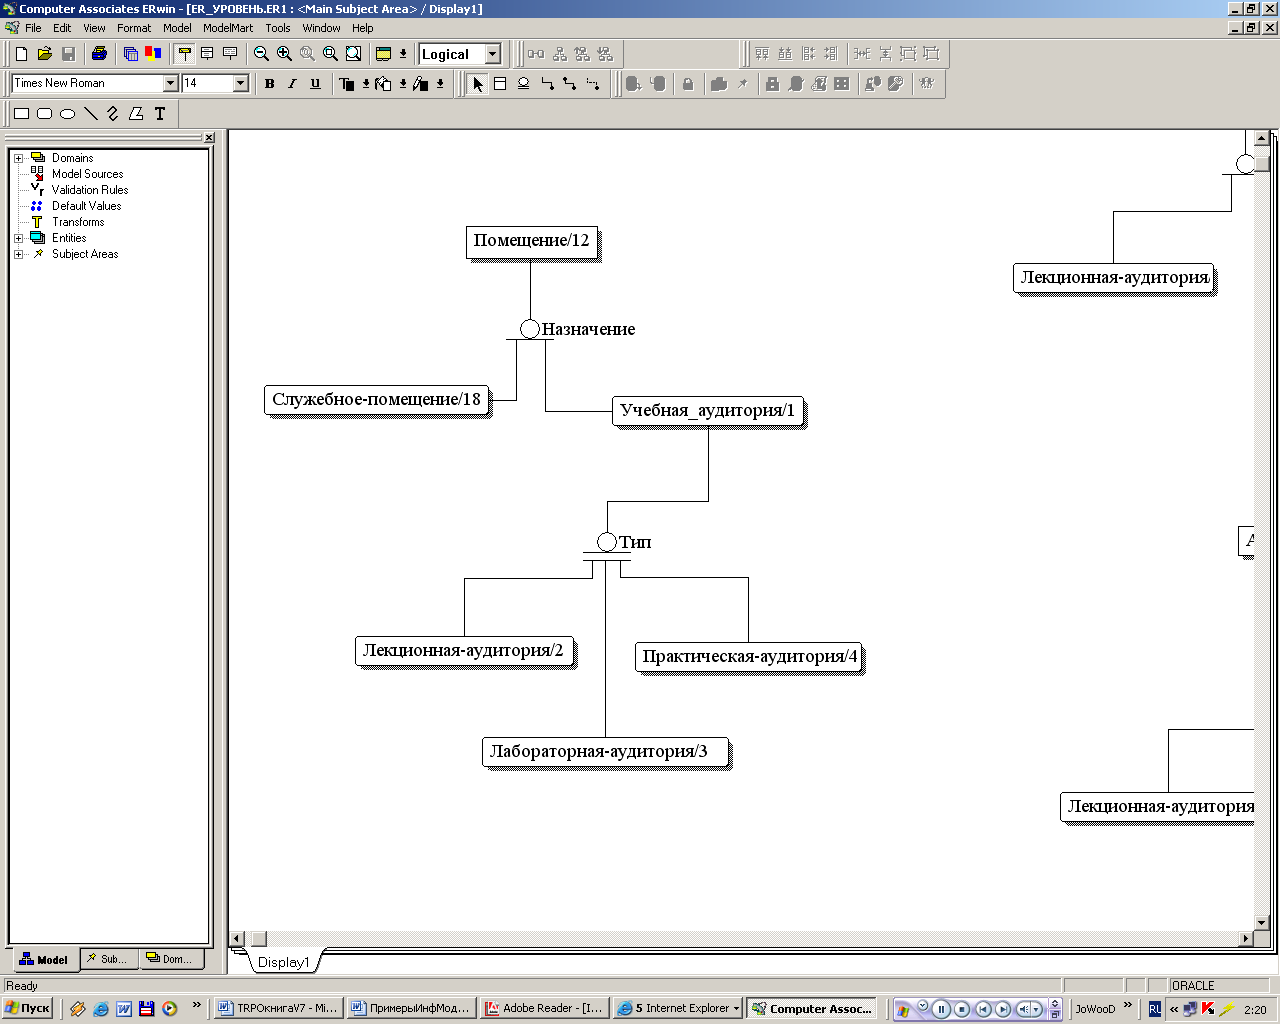 Computer Associates ERwin - [ER_УРОВЕНЬ.ER1 : <Main Subject Area> / Display1]
File Edit View Format Model ModelMart Tools Window Help
Logical
Times New Roman 14 B I U
T
Domains
Model Sources
Validation Rules
Default Values
Transforms
Entities
Subject Areas
Помещение/12
Лекционная-аудитория
Назначение
Служебное-помещение/18
Учебная_аудитория/1
Тип
А
Лекционная-аудитория/2
Практическая-аудитория/4
Лабораторная-аудитория/3
Лекционная-аудитория
Model Sub... Dom...
Display1
Ready ORACLE
Пуск » TRPOкнигаV7 - Mi... ПримерыИнфМод... Adobe Reader - [I... 5 Internet Explorer Computer Assoc... JoWooD » RU « 2:20